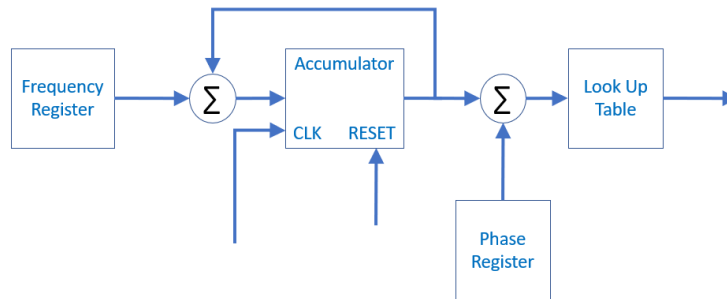 Frequency
Register
Σ
Accumulator
CLK RESET
Σ
Look Up
Table
Phase
Register